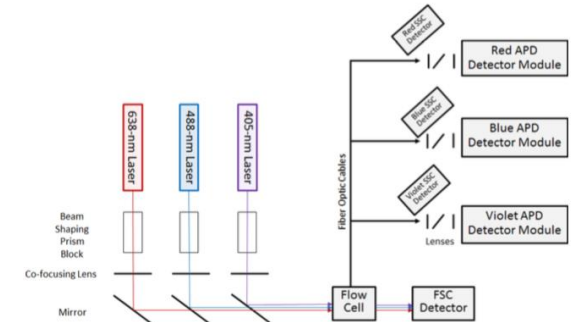 Red SSC
Detector
Red APD
Detector Module
638-nm Laser
488-nm Laser
405-nm Laser
Blue SSC
Detector
Blue APD
Detector Module
Fiber Optic Cables
Violet SSC
Detector
Violet APD
Detector Module
Lenses
Beam
Shaping
Prism
Block
Co-focusing Lens
Mirror
Flow
Cell
FSC
Detector